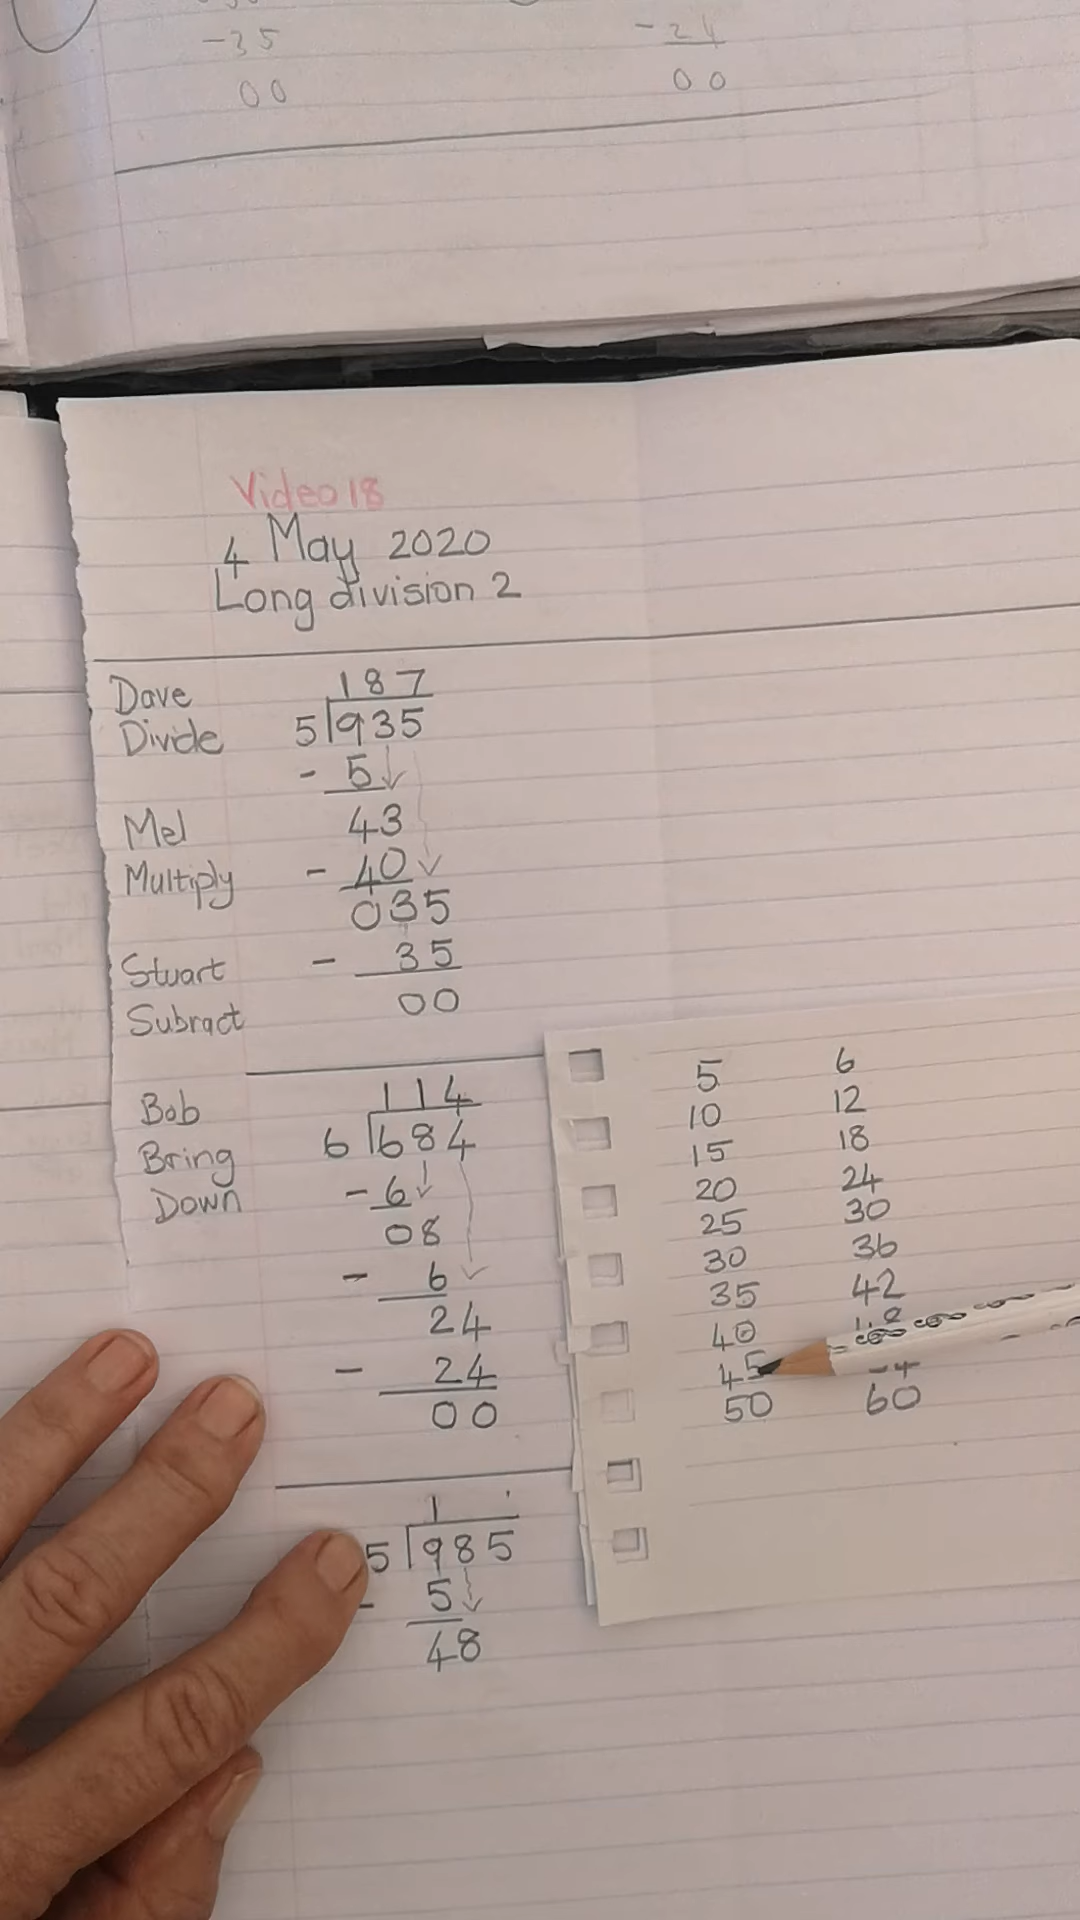 -35
-24
00
00
Video 18
4 May 2020
Long division 2
Dave
187
Divide
5 935
- 5
Mel
43
Multiply
- 40
035
Stuart
- 35
Subract
00
Bob
114
Bring
6 684
Down
- 6
08
- 6
24
- 24
00
1
5 985
- 5
48
5 6
10 12
15 18
20 24
25 30
30 36
35 42
40
45
50 60